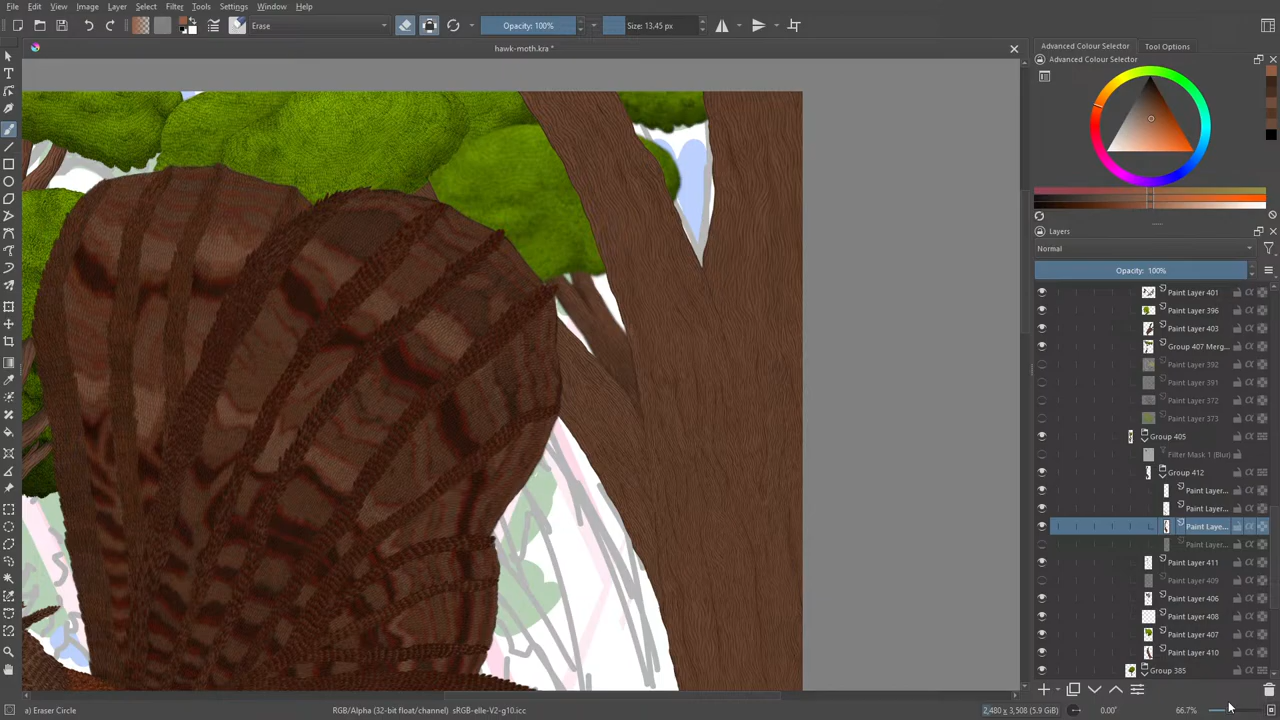 File Edit View Image Layer Select Filter Tools Settings Window Help
Erase
Opacity: 100%
Size: 13.45 px
hawk-moth.kra *
Advanced Colour Selector
Tool Options
Advanced Colour Selector
Layers
Normal
Opacity: 100%
Paint Layer 401
Paint Layer 396
Paint Layer 403
Group 407 Merg...
Paint Layer 392
Paint Layer 391
Paint Layer 372
Paint Layer 373
Group 405
Filter Mask 1 (Blur)
Group 412
Paint Layer...
Paint Layer...
Paint Laye...
Paint Layer...
Paint Layer 411
Paint Layer 409
Paint Layer 406
Paint Layer 408
Paint Layer 407
Paint Layer 410
Group 385
a) Eraser Circle
RGB/Alpha (32-bit float/channel) sRGB-elle-V2-g10.icc
2,480 x 3,508 (5.9 GiB)
0.00°
66.7%